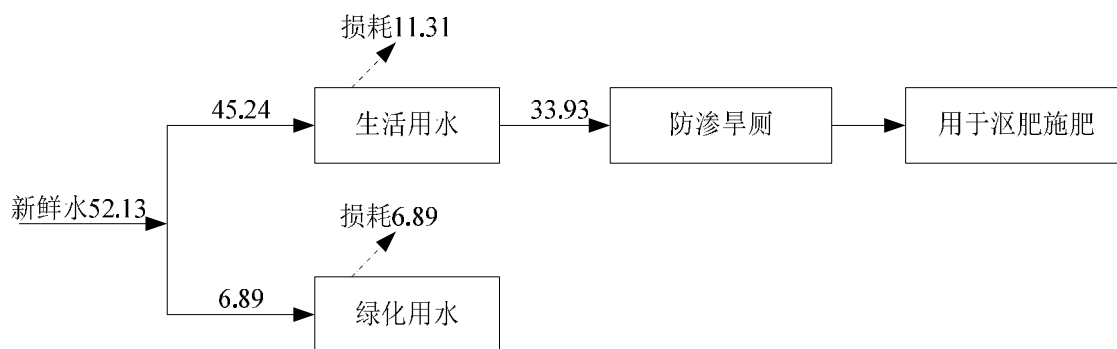 损耗11.31
45.24
生活用水
33.93
防渗旱厕
用于沤肥施肥
新鲜水52.13
损耗6.89
6.89
绿化用水